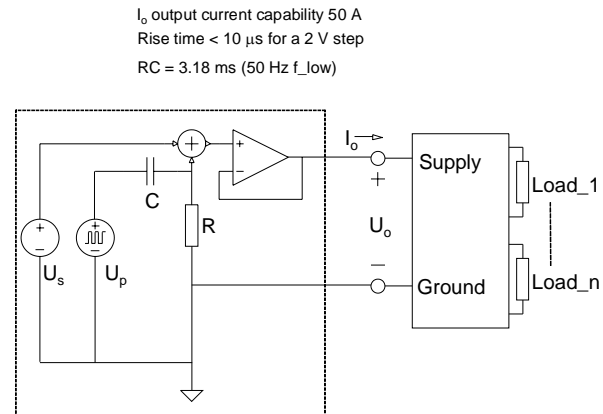 Io output current capability 50 A
Rise time < 10 μs for a 2 V step
RC = 3.18 ms (50 Hz f_low)
Io
+
+
−
Supply
Load_1
C
R
Uo
+
−
Us
+
−
Up
−
Ground
Load_n